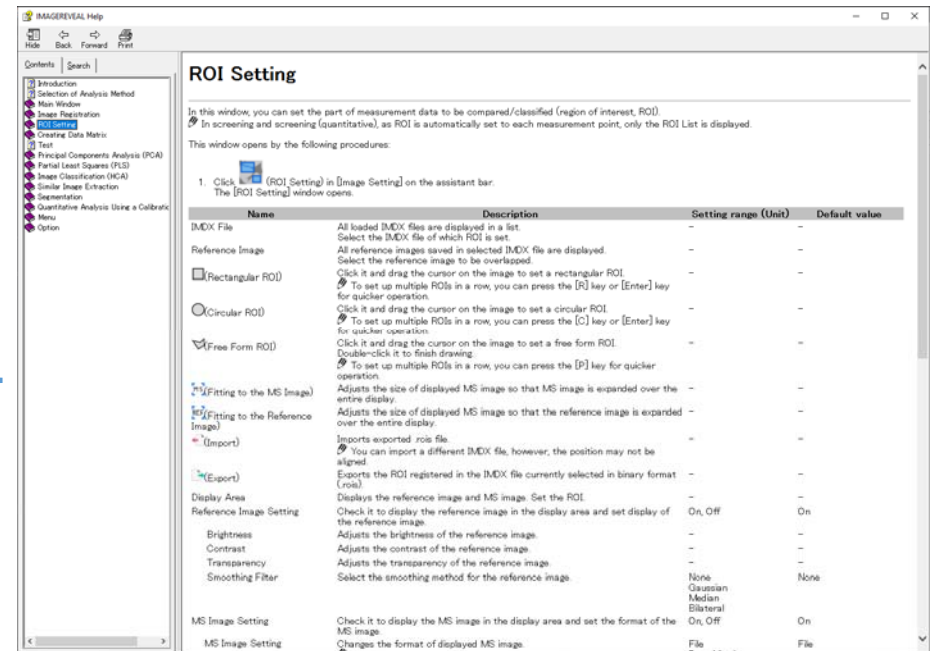 IMAGEREVEAL Help
Hide Back Forward Print
Contents Search
Introduction
Selection of Analysis Method
Main Window
Image Registration
ROI Setting
Creating Data Matrix
Test
Principal Components Analysis (PCA)
Partial Least Squares (PLS)
Image Classification (HCA)
Similar Image Extraction
Segmentation
Quantitative Analysis Using a Calibratic
Menu
Option
ROI Setting
In this window, you can set the part of measurement data to be compared/classified (region of interest, ROI).
In screening and screening (quantitative), as ROI is automatically set to each measurement point, only the ROI List is displayed.
This window opens by the following procedures:
1. Click (ROI Setting) in [Image Setting] on the assistant bar.
The [ROI Setting] window opens.
Name Description Setting range (Unit) Default value
IMDX File All loaded IMDX files are displayed in a list. - -
Select the IMDX file of which ROI is set.
Reference Image All reference images saved in selected IMDX file are displayed. - -
Select the reference image to be overlapped.
(Rectangular ROI) Click it and drag the cursor on the image to set a rectangular ROI. - -
To set up multiple ROIs in a row, you can press the [R] key or [Enter] key
for quicker operation.
(Circular ROI) Click it and drag the cursor on the image to set a circular ROI. - -
To set up multiple ROIs in a row, you can press the [C] key or [Enter] key
for quicker operation.
(Free Form ROI) Click it and drag the cursor on the image to set a free form ROI. - -
Double-click it to finish drawing.
To set up multiple ROIs in a row, you can press the [P] key for quicker
operation.
(Fitting to the MS Image) Adjusts the size of displayed MS image so that MS image is expanded over the - -
entire display.
(Fitting to the Reference Adjusts the size of displayed MS image so that the reference image is expanded - -
Image) over the entire display.
(Import) Imports exported .rois file. - -
You can import a different IMDX file, however, the position may not be
aligned.
(Export) Exports the ROI registered in the IMDX file currently selected in binary format - -
(.rois).
Display Area Displays the reference image and MS image. Set the ROI. - -
Reference Image Setting Check it to display the reference image in the display area and set display of On, Off On
the reference image.
Brightness Adjusts the brightness of the reference image. - -
Contrast Adjusts the contrast of the reference image. - -
Transparency Adjusts the transparency of the reference image. - -
Smoothing Filter Select the smoothing method for the reference image. None None
Gaussian
Median
Bilateral
MS Image Setting Check it to display the MS image in the display area and set the format of the On, Off On
MS image.
MS Image Setting Changes the format of displayed MS image. File File